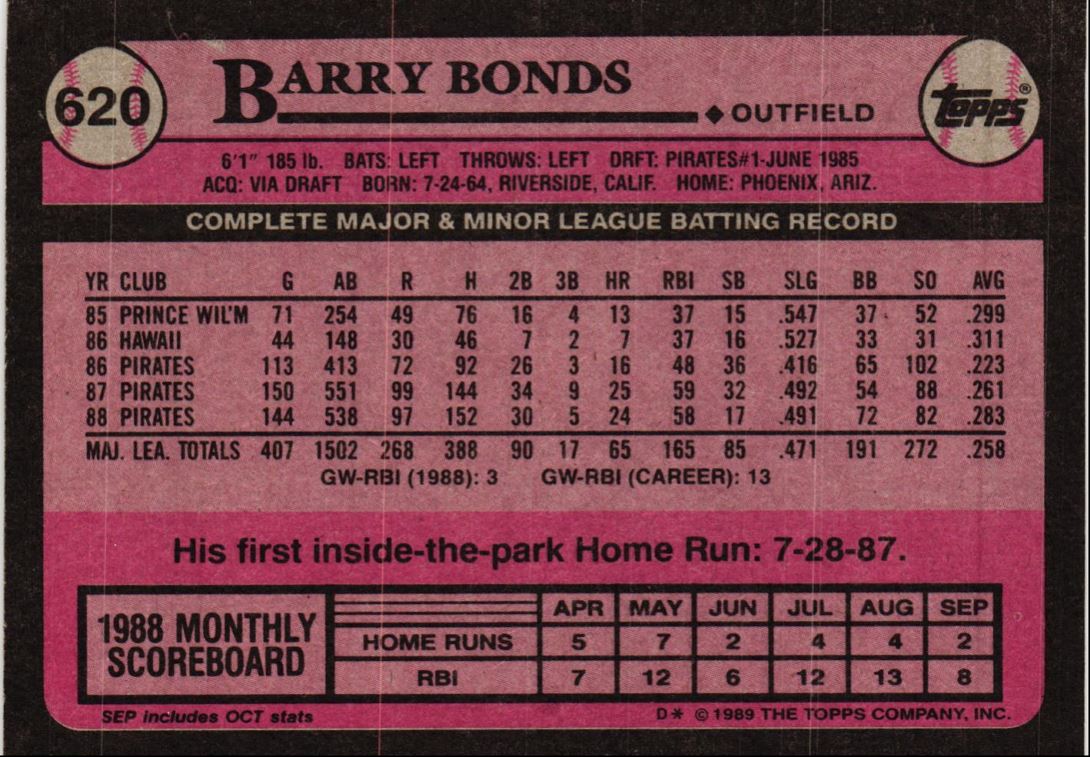 620
BARRY BONDS
◆ OUTFIELD
TOPPS®
6'1" 185 lb. BATS: LEFT THROWS: LEFT DRFT: PIRATES#1-JUNE 1985
ACQ: VIA DRAFT BORN: 7-24-64, RIVERSIDE, CALIF. HOME: PHOENIX, ARIZ.
COMPLETE MAJOR & MINOR LEAGUE BATTING RECORD
YR CLUB G AB R H 2B 3B HR RBI SB SLG BB SO AVG
85 PRINCE WIL'M 71 254 49 76 16 4 13 37 15 .547 37 52 .299
86 HAWAII 44 148 30 46 7 2 7 37 16 .527 33 31 .311
86 PIRATES 113 413 72 92 26 3 16 48 36 .416 65 102 .223
87 PIRATES 150 551 99 144 34 9 25 59 32 .492 54 88 .261
88 PIRATES 144 538 97 152 30 5 24 58 17 .491 72 82 .283
MAJ. LEA. TOTALS 407 1502 268 388 90 17 65 165 85 .471 191 272 .258
GW-RBI (1988): 3 GW-RBI (CAREER): 13
His first inside-the-park Home Run: 7-28-87.
1988 MONTHLY
SCOREBOARD
APR MAY JUN JUL AUG SEP
HOME RUNS 5 7 2 4 4 2
RBI 7 12 6 12 13 8
SEP includes OCT stats
D* © 1989 THE TOPPS COMPANY, INC.